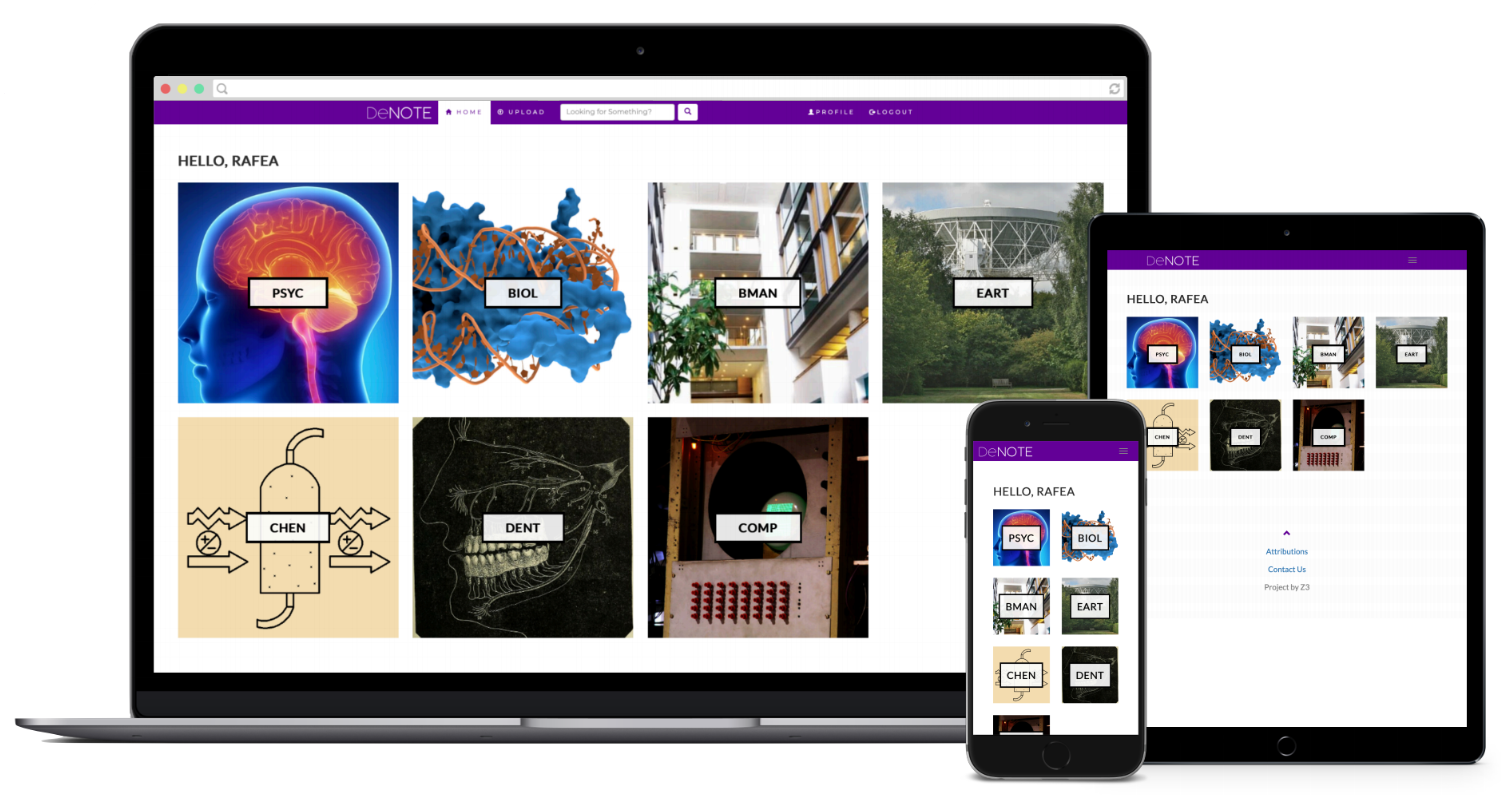 DeNOTE HOME UPLOAD Looking for Something? PROFILE LOGOUT
HELLO, RAFEA
PSYC BIOL BMAN EART
CHEN DENT COMP
DeNOTE
HELLO, RAFEA
PSYC BIOL BMAN EART
CHEN DENT COMP
Attributions
Contact Us
Project by Z3
DeNOTE
HELLO, RAFEA
PSYC BIOL
BMAN EART
CHEN DENT